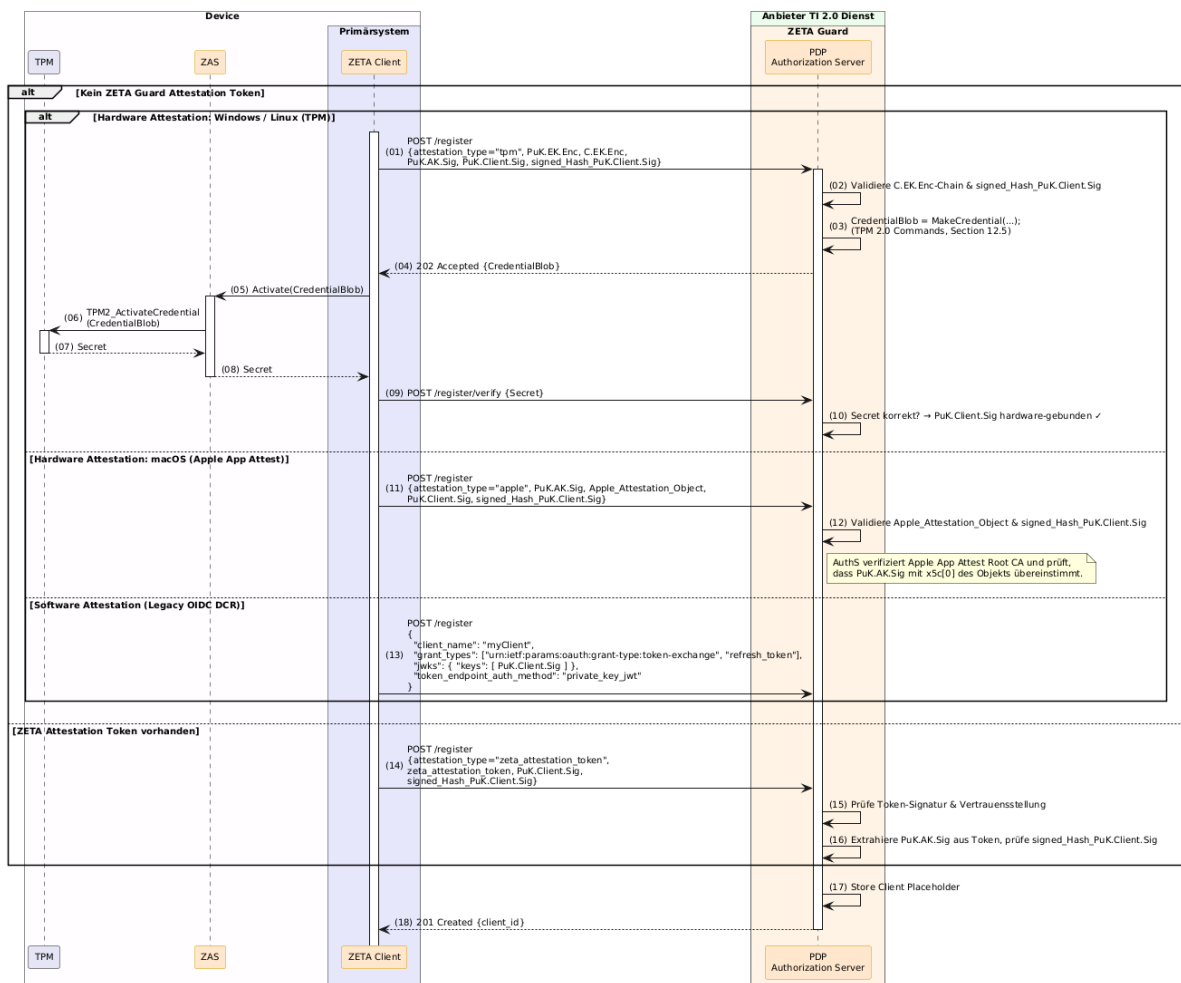 Device
Anbieter TI 2.0 Dienst
Primärsystem
ZETA Guard
TPM
ZAS
ZETA Client
PDP
Authorization Server
alt
[Kein ZETA Guard Attestation Token]
alt
[Hardware Attestation: Windows / Linux (TPM)]
POST /register
(01) {attestation_type="tpm", PuK.EK.Enc, C.EK.Enc,
PuK.AK.Sig, PuK.Client.Sig, signed_Hash_PuK.Client.Sig}
(02) Validiere C.EK.Enc-Chain & signed_Hash_PuK.Client.Sig
(03) CredentialBlob = MakeCredential(...);
(TPM 2.0 Commands, Section 12.5)
(04) 202 Accepted {CredentialBlob}
(05) Activate(CredentialBlob)
(06) TPM2_ActivateCredential
(CredentialBlob)
(07) Secret
(08) Secret
(09) POST /register/verify {Secret}
(10) Secret korrekt? → PuK.Client.Sig hardware-gebunden ✓
[Hardware Attestation: macOS (Apple App Attest)]
POST /register
(11) {attestation_type="apple", PuK.AK.Sig, Apple_Attestation_Object,
PuK.Client.Sig, signed_Hash_PuK.Client.Sig}
(12) Validiere Apple_Attestation_Object & signed_Hash_PuK.Client.Sig
AuthS verifiziert Apple App Attest Root CA und prüft,
dass PuK.AK.Sig mit x5c[0] des Objekts übereinstimmt.
[Software Attestation (Legacy OIDC DCR)]
POST /register
{
"client_name": "myClient",
(13) "grant_types": ["urn:ietf:params:oauth:grant-type:token-exchange", "refresh_token"],
"jwks": { "keys": [ PuK.Client.Sig ] },
"token_endpoint_auth_method": "private_key_jwt"
}
[ZETA Attestation Token vorhanden]
POST /register
{attestation_type="zeta_attestation_token",
(14) zeta_attestation_token, PuK.Client.Sig,
signed_Hash_PuK.Client.Sig}
(15) Prüfe Token-Signatur & Vertrauensstellung
(16) Extrahiere PuK.AK.Sig aus Token, prüfe signed_Hash_PuK.Client.Sig
(17) Store Client Placeholder
(18) 201 Created {client_id}
TPM
ZAS
ZETA Client
PDP
Authorization Server